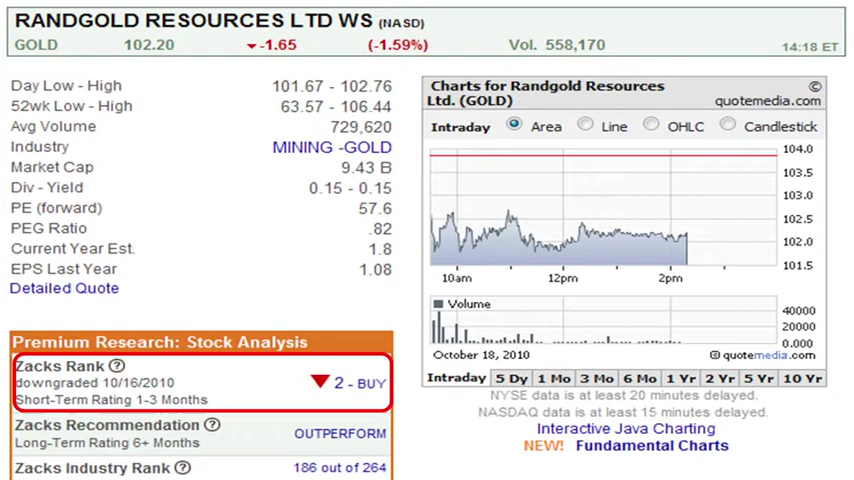 RANDGOLD RESOURCES LTD WS (NASD)
GOLD 102.20 -1.65 (-1.59%) Vol. 558,170 14:18 ET
Day Low - High 101.67 - 102.76
52wk Low - High 63.57 - 106.44
Avg Volume 729,620
Industry MINING -GOLD
Market Cap 9.43 B
Div - Yield 0.15 - 0.15
PE (forward) 57.6
PEG Ratio .82
Current Year Est. 1.8
EPS Last Year 1.08
Detailed Quote
Premium Research: Stock Analysis
Zacks Rank ?
downgraded 10/16/2010
2 - BUY
Short-Term Rating 1-3 Months
Zacks Recommendation ?
OUTPERFORM
Long-Term Rating 6+ Months
Zacks Industry Rank ? 186 out of 264
Charts for Randgold Resources ©
Ltd. (GOLD) quotemedia.com
Intraday Area Line OHLC Candlestick
104.0
103.5
103.0
102.5
102.0
101.5
10am 12pm 2pm
Volume
40000
20000
0.000
October 18, 2010 © quotemedia.com
Intraday 5 Dy 1 Mo 3 Mo 1 Yr 2 Yr 5 Yr 10 Yr
NYSE data is at least 20 minutes delayed.
NASDAQ data is at least 15 minutes delayed.
Interactive Java Charting
NEW! Fundamental Charts